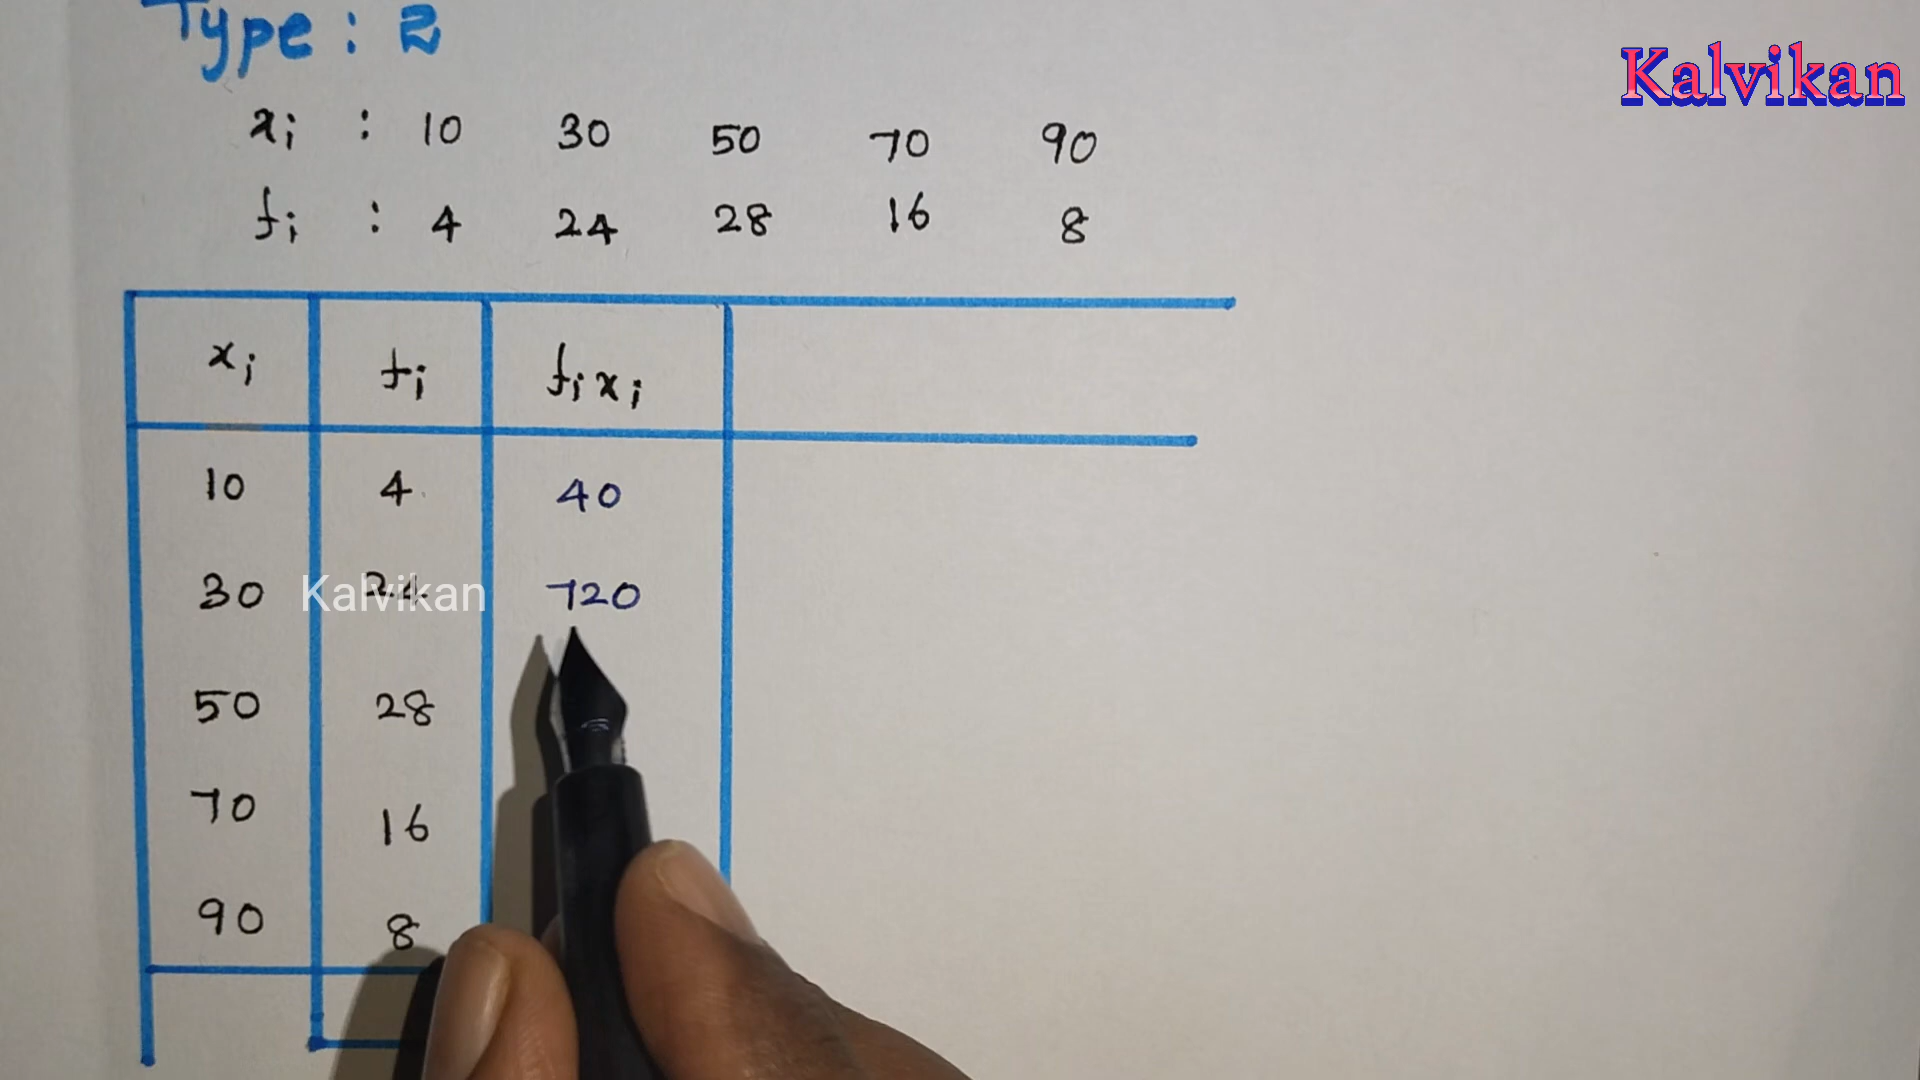 Type : 2
Kalvikan
xi : 10 30 50 70 90
fi : 4 24 28 16 8
xi fi fixi
10 4 40
30 24 720
Kalvikan
50 28
70 16
90 8